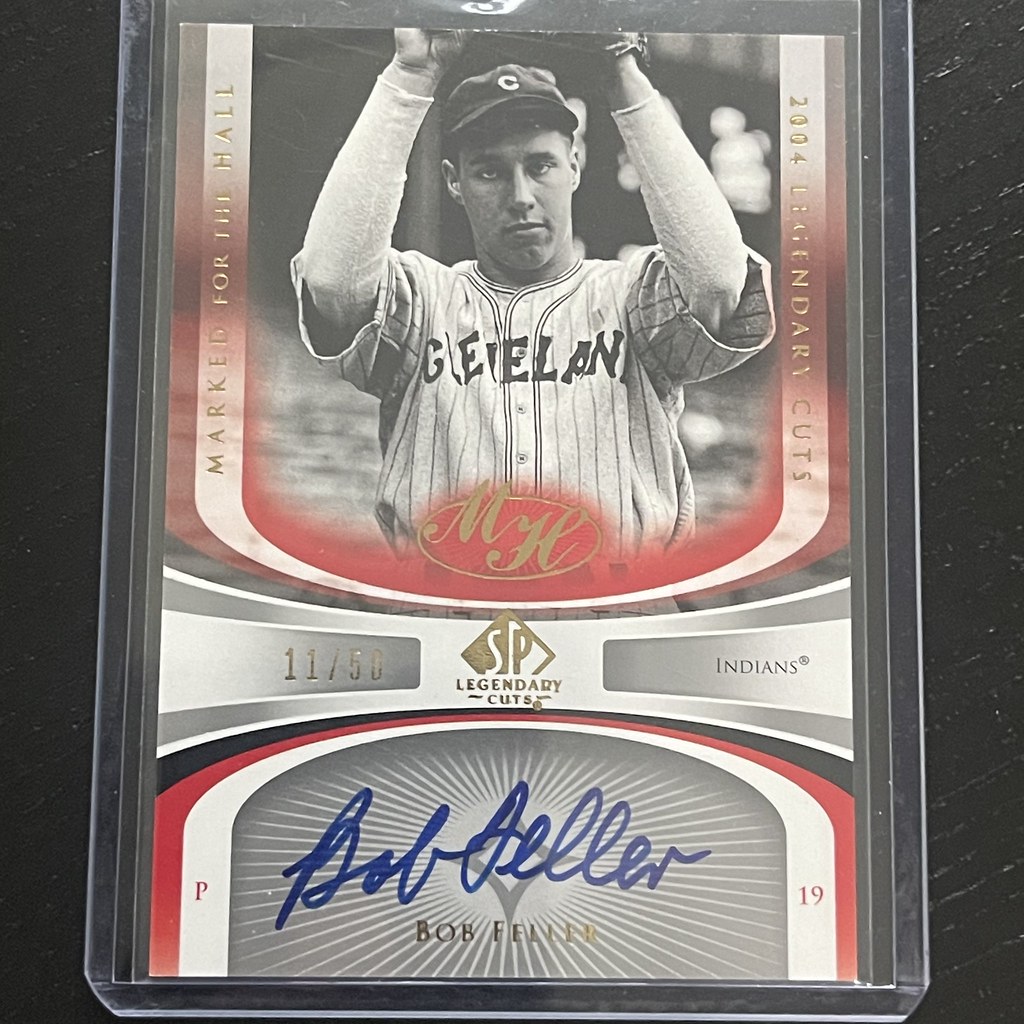 C
MARKED FOR THE HALL
2004 LEGENDARY CUTS
CLEVELAN
MH
11/50
SP
LEGENDARY
CUTS
INDIANS®
Bob Feller
P
19
BOB FELLER